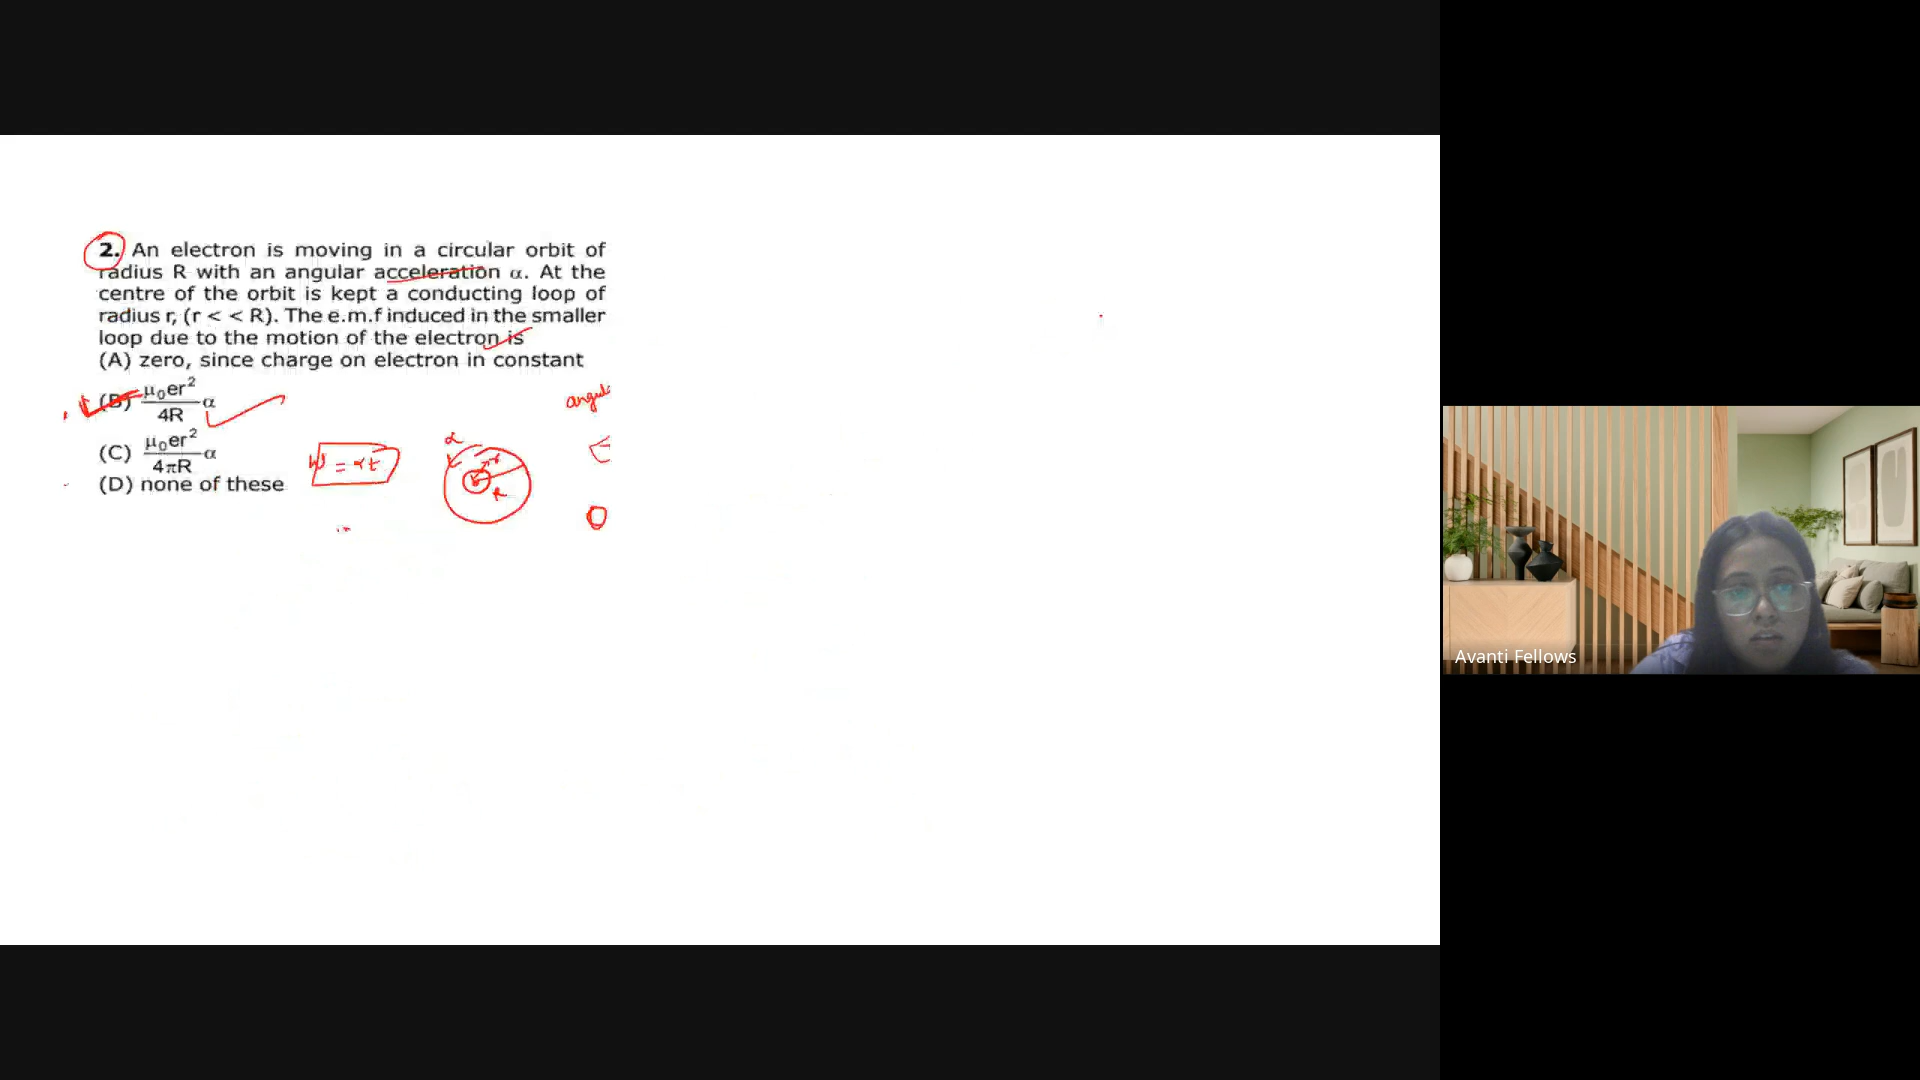 2. An electron is moving in a circular orbit of
radius R with an angular acceleration α. At the
centre of the orbit is kept a conducting loop of
radius r, (r < < R). The e.m.f induced in the smaller
loop due to the motion of the electron is
(A) zero, since charge on electron in constant
(B) μ₀er²/4R α
(C) μ₀er²/4πR α
(D) none of these
angul
W = αt
α
r
R
Avanti Fellows